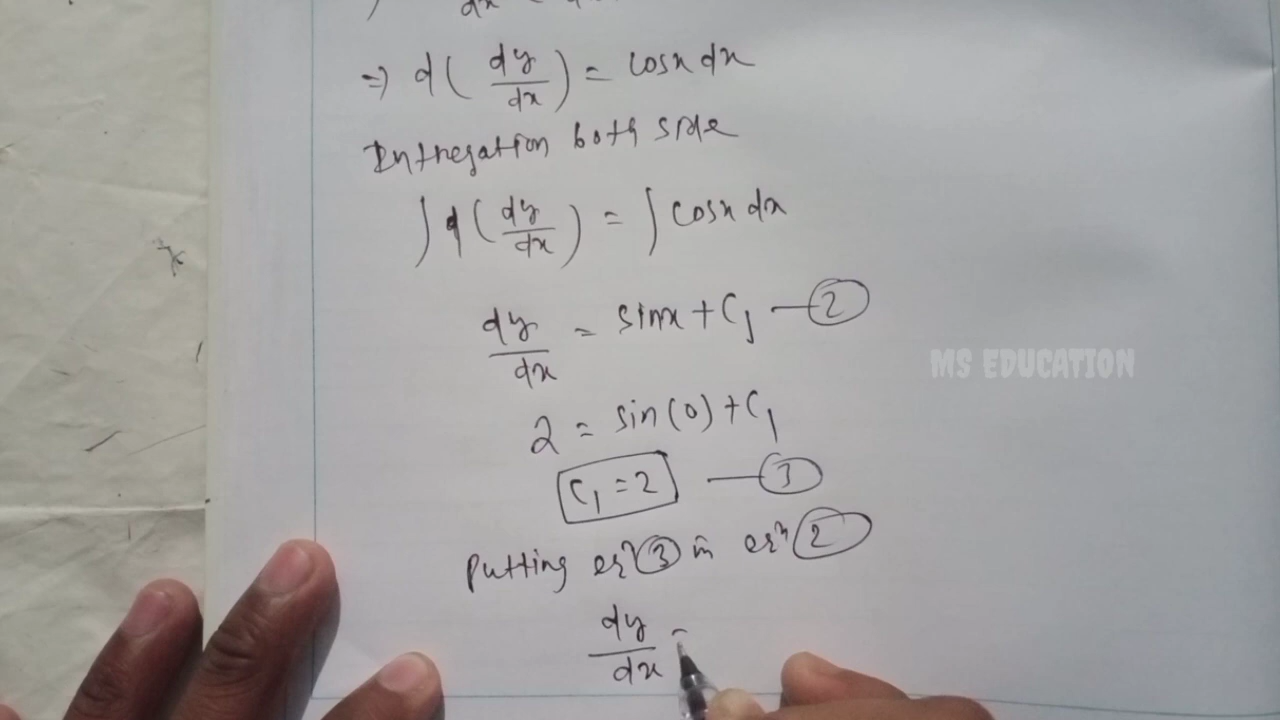 ⇒ d(dy/dx) = cosx dx
Intregation both side
∫d(dy/dx) = ∫cosx dx
dy/dx = sinx + C₁ — ②
MS EDUCATION
2 = sin(0) + C₁
C₁ = 2 — ③
Putting eqⁿ ③ in eqⁿ ②
dy/dx =